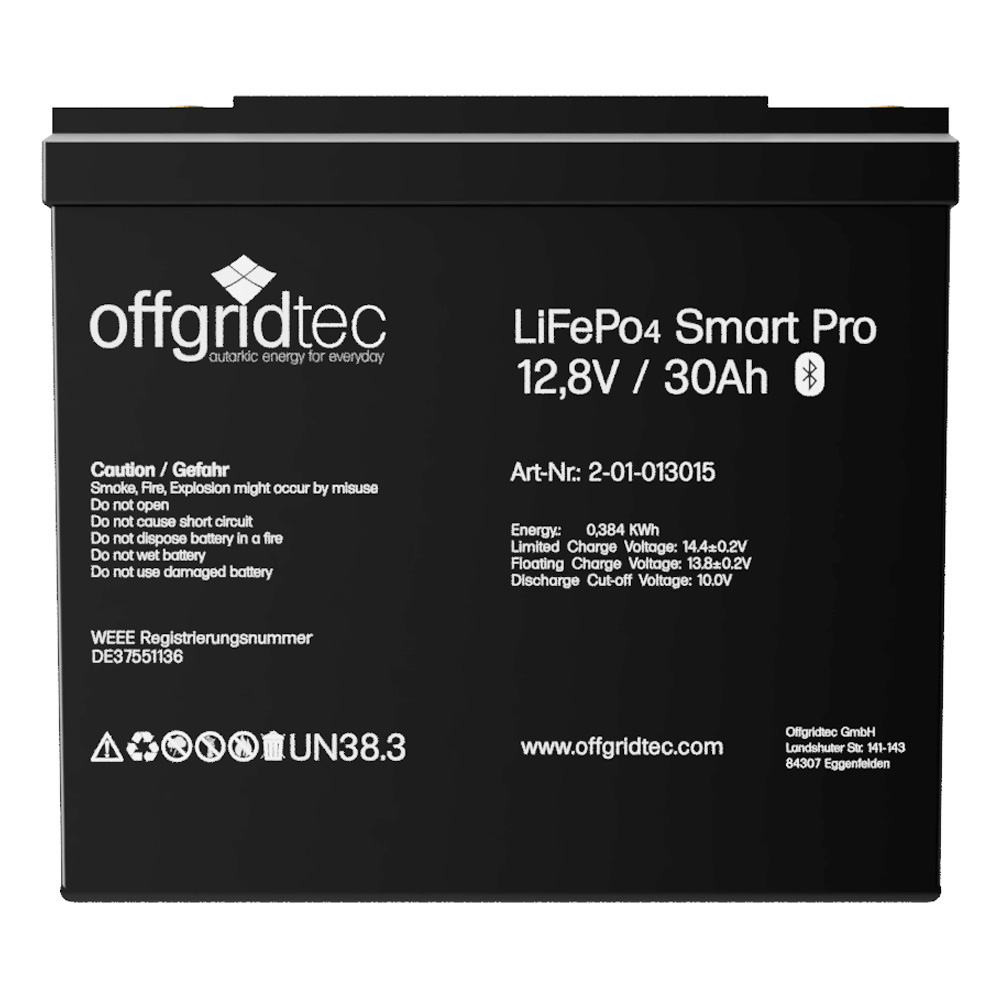 offgridtec
autarkic energy for everyday
LiFePo4 Smart Pro
12,8V / 30Ah
Caution / Gefahr
Smoke, Fire, Explosion might occur by misuse
Do not open
Do not cause short circuit
Do not dispose battery in a fire
Do not wet battery
Do not use damaged battery
Art-Nr.: 2-01-013015
Energy: 0,384 KWh
Limited Charge Voltage: 14.4±0.2V
Floating Charge Voltage: 13.8±0.2V
Discharge Cut-off Voltage: 10.0V
WEEE Registrierungsnummer
DE37551136
UN38.3
www.offgridtec.com
Offgridtec GmbH
Landshuter Str. 141-143
84307 Eggenfelden